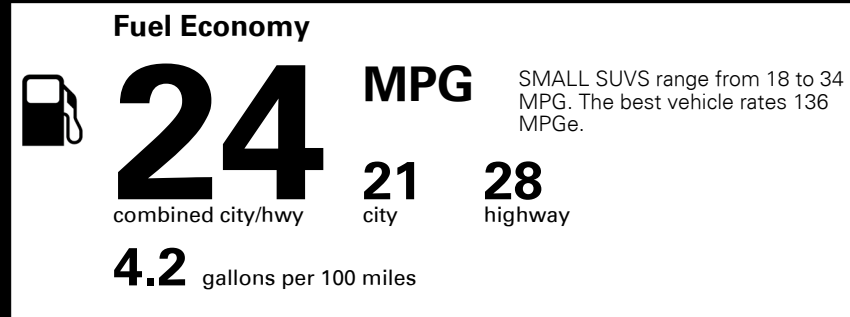 Fuel Economy
24
MPG
SMALL SUVS range from 18 to 34
MPG. The best vehicle rates 136
MPGe.
21
28
combined city/hwy
city
highway
4.2 gallons per 100 miles